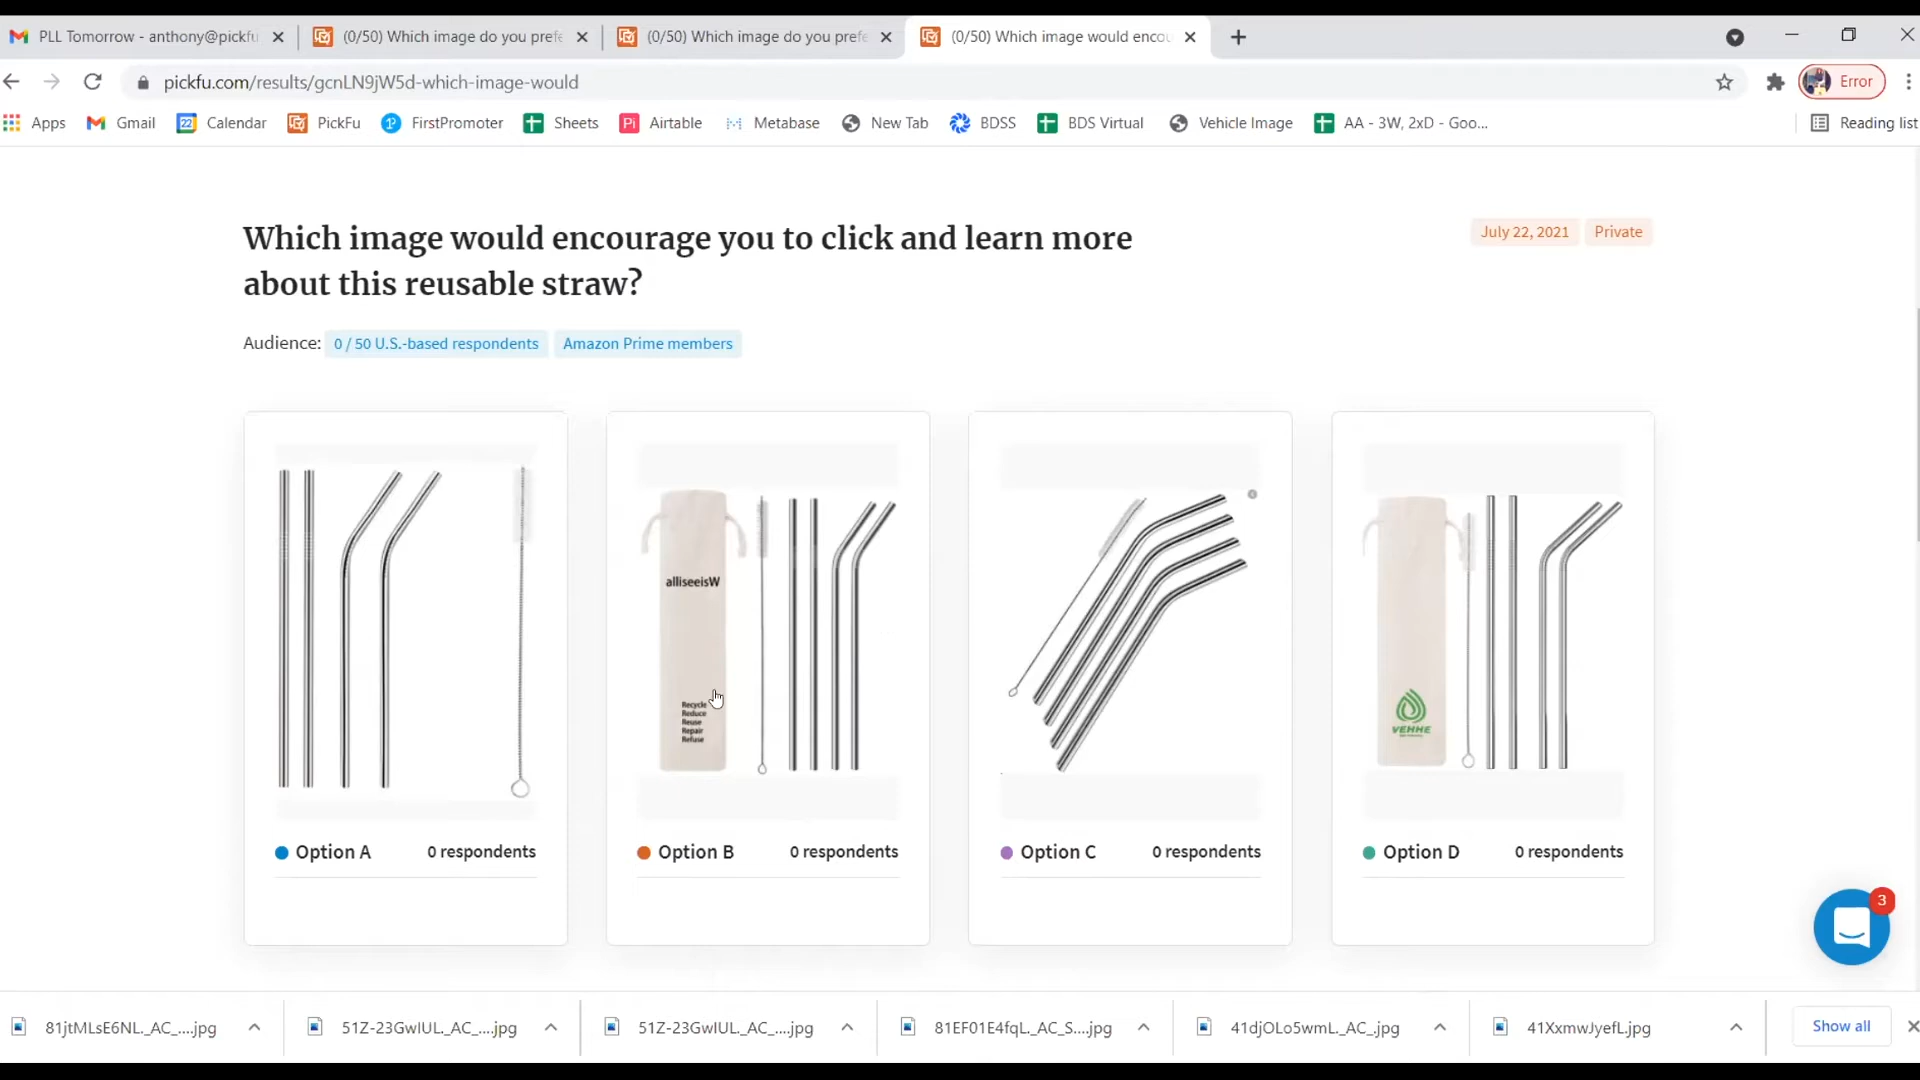 PLL Tomorrow - anthony@pickfu
(0/50) Which image do you prefe
(0/50) Which image do you prefe
(0/50) Which image would encou
pickfu.com/results/gcnLN9jW5d-which-image-would
Error
Apps
Gmail
Calendar
PickFu
FirstPromoter
Sheets
Airtable
Metabase
New Tab
BDSS
BDS Virtual
Vehicle Image
AA - 3W, 2xD - Goo...
Reading list
Which image would encourage you to click and learn more
about this reusable straw?
July 22, 2021
Private
Audience: 0 / 50 U.S.-based respondents Amazon Prime members
alliseeisW
Recycle
Reduce
Reuse
Repair
Refuse
VEHHE
Option A 0 respondents
Option B 0 respondents
Option C 0 respondents
Option D 0 respondents
3
81jtMLsE6NL._AC_....jpg
51Z-23GwIUL._AC_....jpg
51Z-23GwIUL._AC_....jpg
81EF01E4fqL._AC_S....jpg
41djOLo5wmL._AC_.jpg
41XxmwJyefL.jpg
Show all